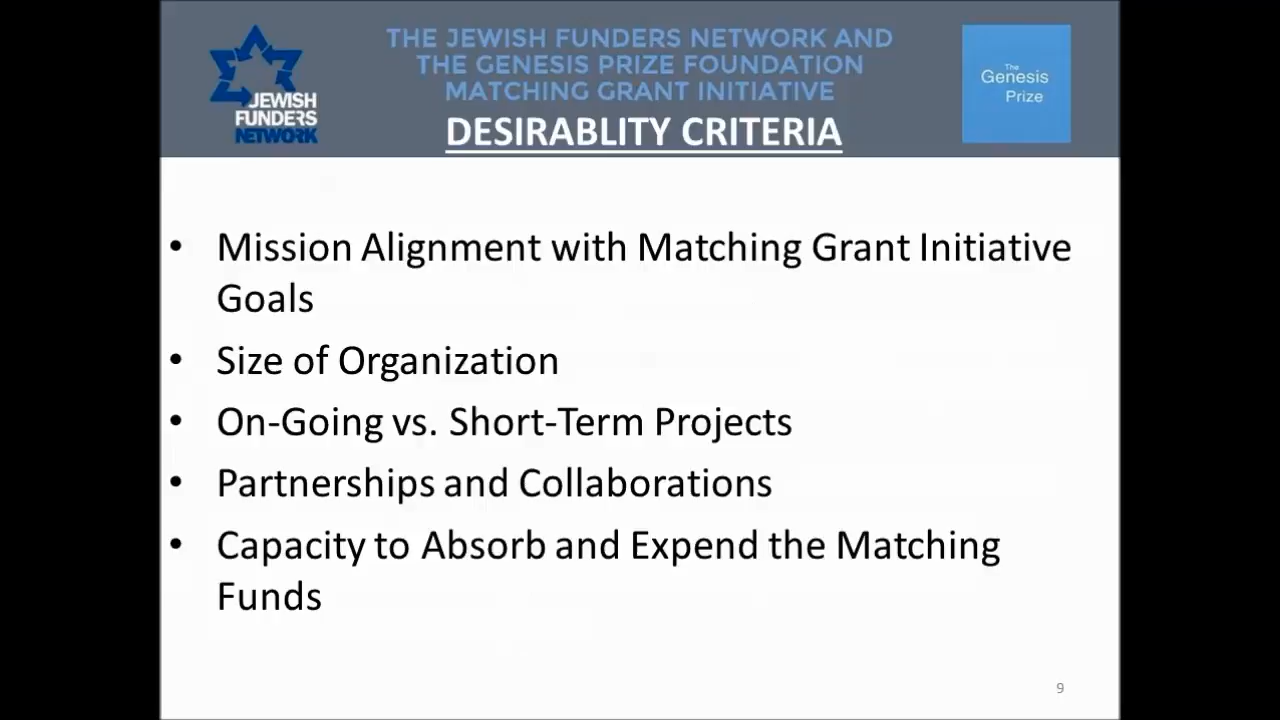 JEWISH
FUNDERS
NETWORK
THE JEWISH FUNDERS NETWORK AND
THE GENESIS PRIZE FOUNDATION
MATCHING GRANT INITIATIVE
DESIRABLITY CRITERIA
The
Genesis
Prize
• Mission Alignment with Matching Grant Initiative
Goals
• Size of Organization
• On-Going vs. Short-Term Projects
• Partnerships and Collaborations
• Capacity to Absorb and Expend the Matching
Funds
9